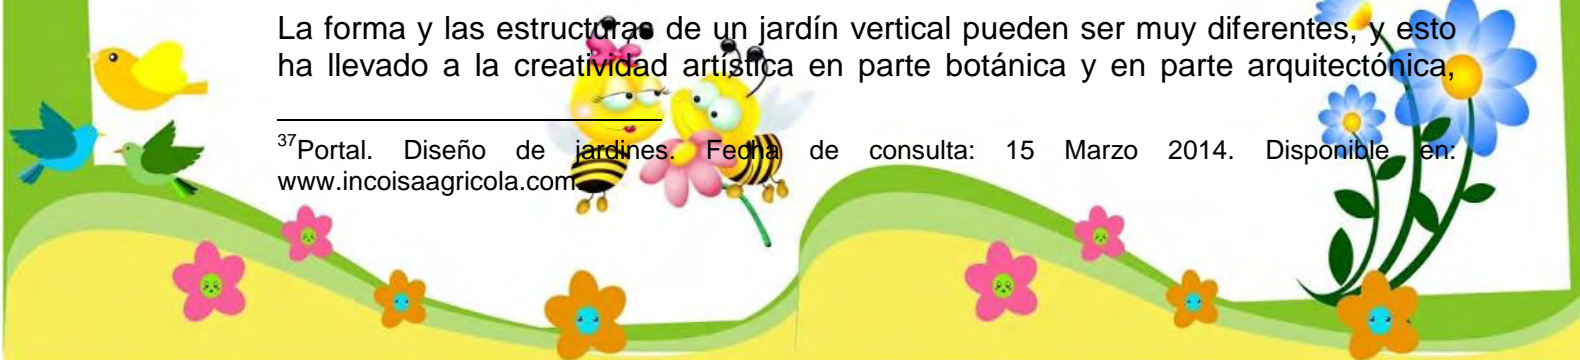 La forma y las estructuras de un jardín vertical pueden ser muy diferentes, y esto
ha llevado a la creatividad artística en parte botánica y en parte arquitectónica,
37Portal. Diseño de jardines. Fecha de consulta: 15 Marzo 2014. Disponible en:
www.incoisaagricola.com